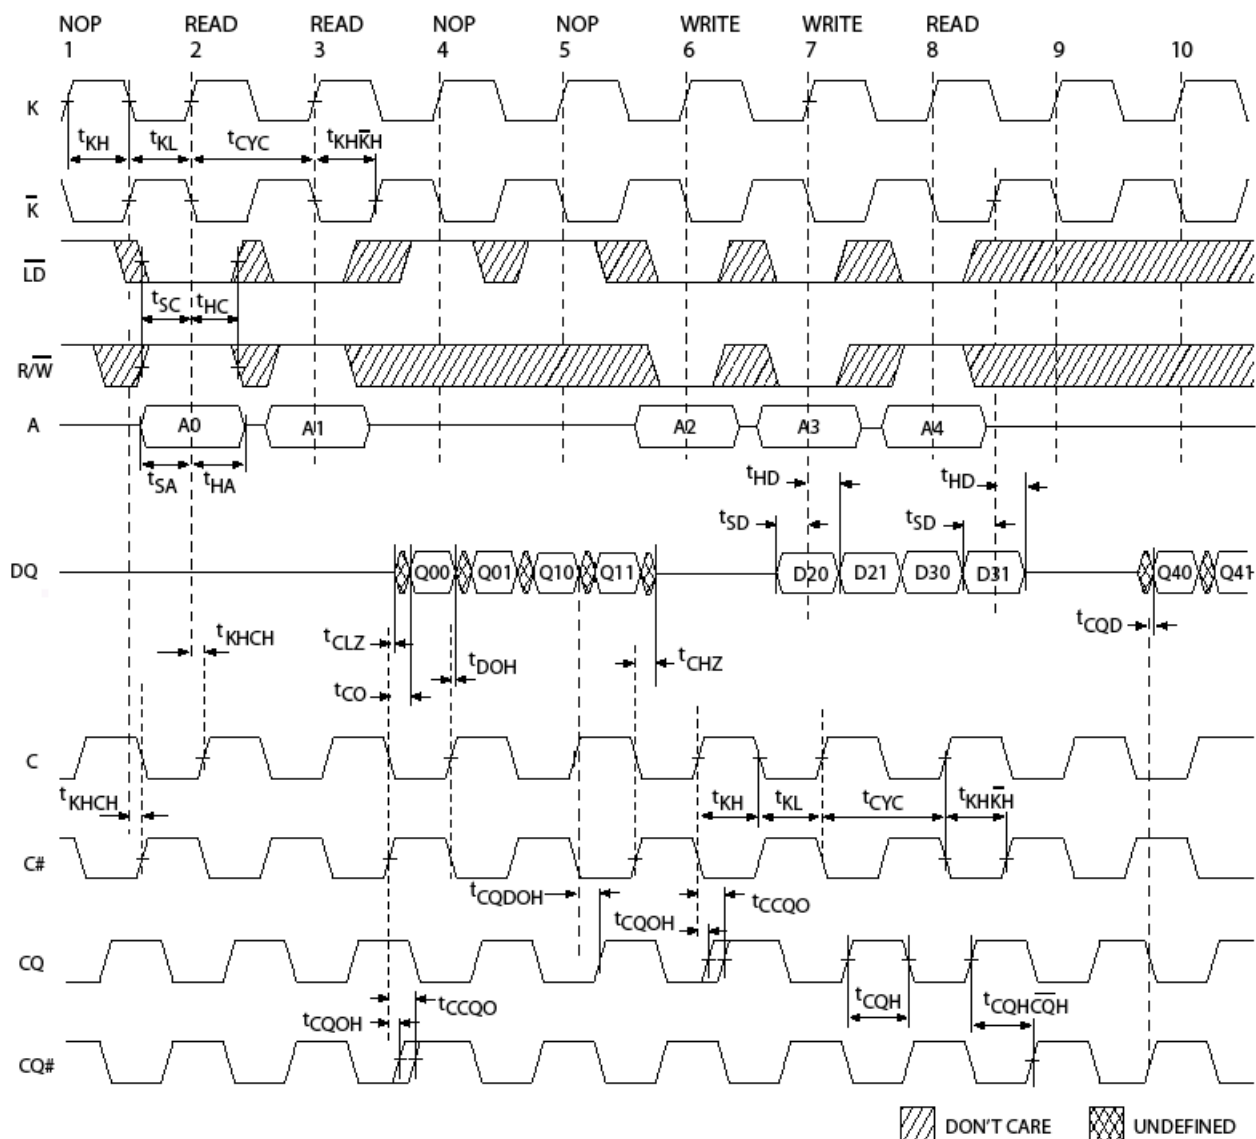 NOP READ READ NOP NOP WRITE WRITE READ
1 2 3 4 5 6 7 8 9 10
K
tKH tKL tCYC tKHK̅H
K̅
L̅D̅
tSC tHC
R/W̅
A A0 A1 A2 A3 A4
tSA tHA tHD tHD
tSD tSD
DQ Q00 Q01 Q10 Q11 D20 D21 D30 D31 Q40 Q41
tKHCH tCLZ tDOH tCHZ tCQD
tCO
C
tKHCH tKH tKL tCYC tKHK̅H
C#
tCQDOH tCCQO
tCQOH
CQ
tCQOH tCCQO tCQH tCQHC̅Q̅H
CQ#
DON'T CARE UNDEFINED